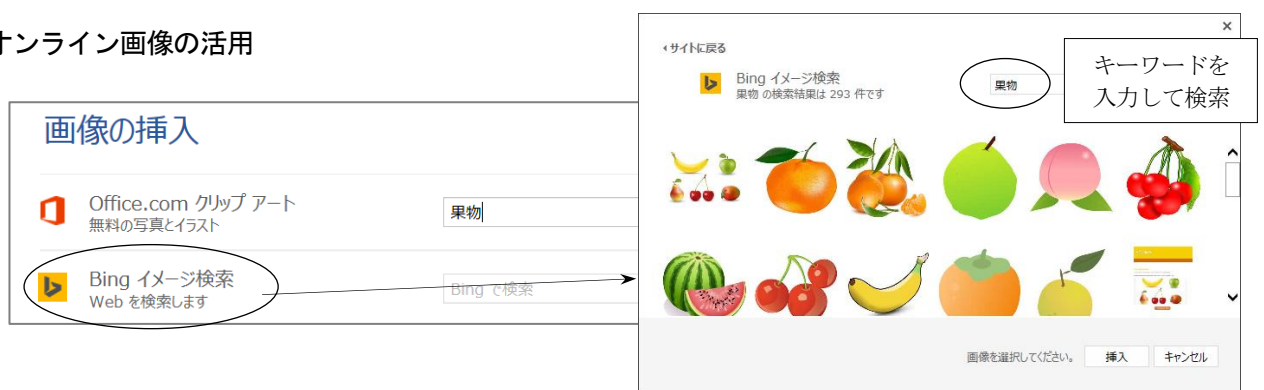 オンライン画像の活用
画像の挿入
Office.com クリップ アート
無料の写真とイラスト
果物
Bing イメージ検索
Web を検索します
Bing で検索
サイトに戻る
Bing イメージ検索
果物 の検索結果は 293 件です
果物
キーワードを
入力して検索
画像を選択してください。
挿入
キャンセル